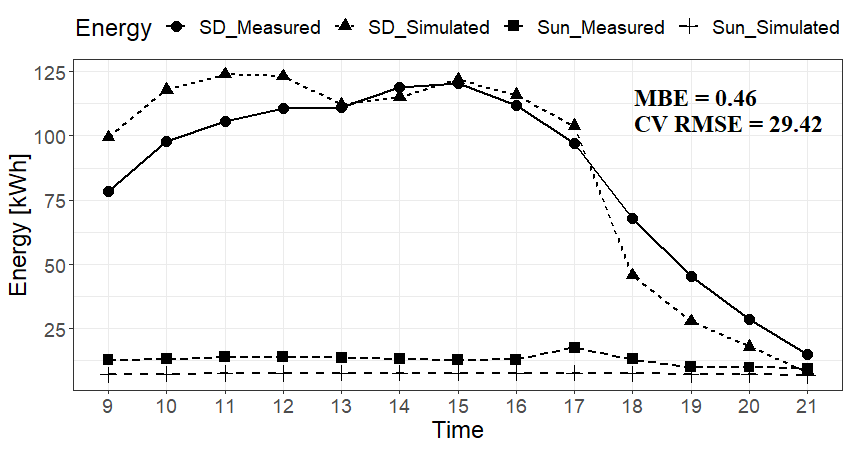 Energy SD_Measured SD_Simulated Sun_Measured Sun_Simulated
125
MBE = 0.46
CV RMSE = 29.42
100
75
50
25
Energy [kWh]
9 10 11 12 13 14 15 16 17 18 19 20 21
Time